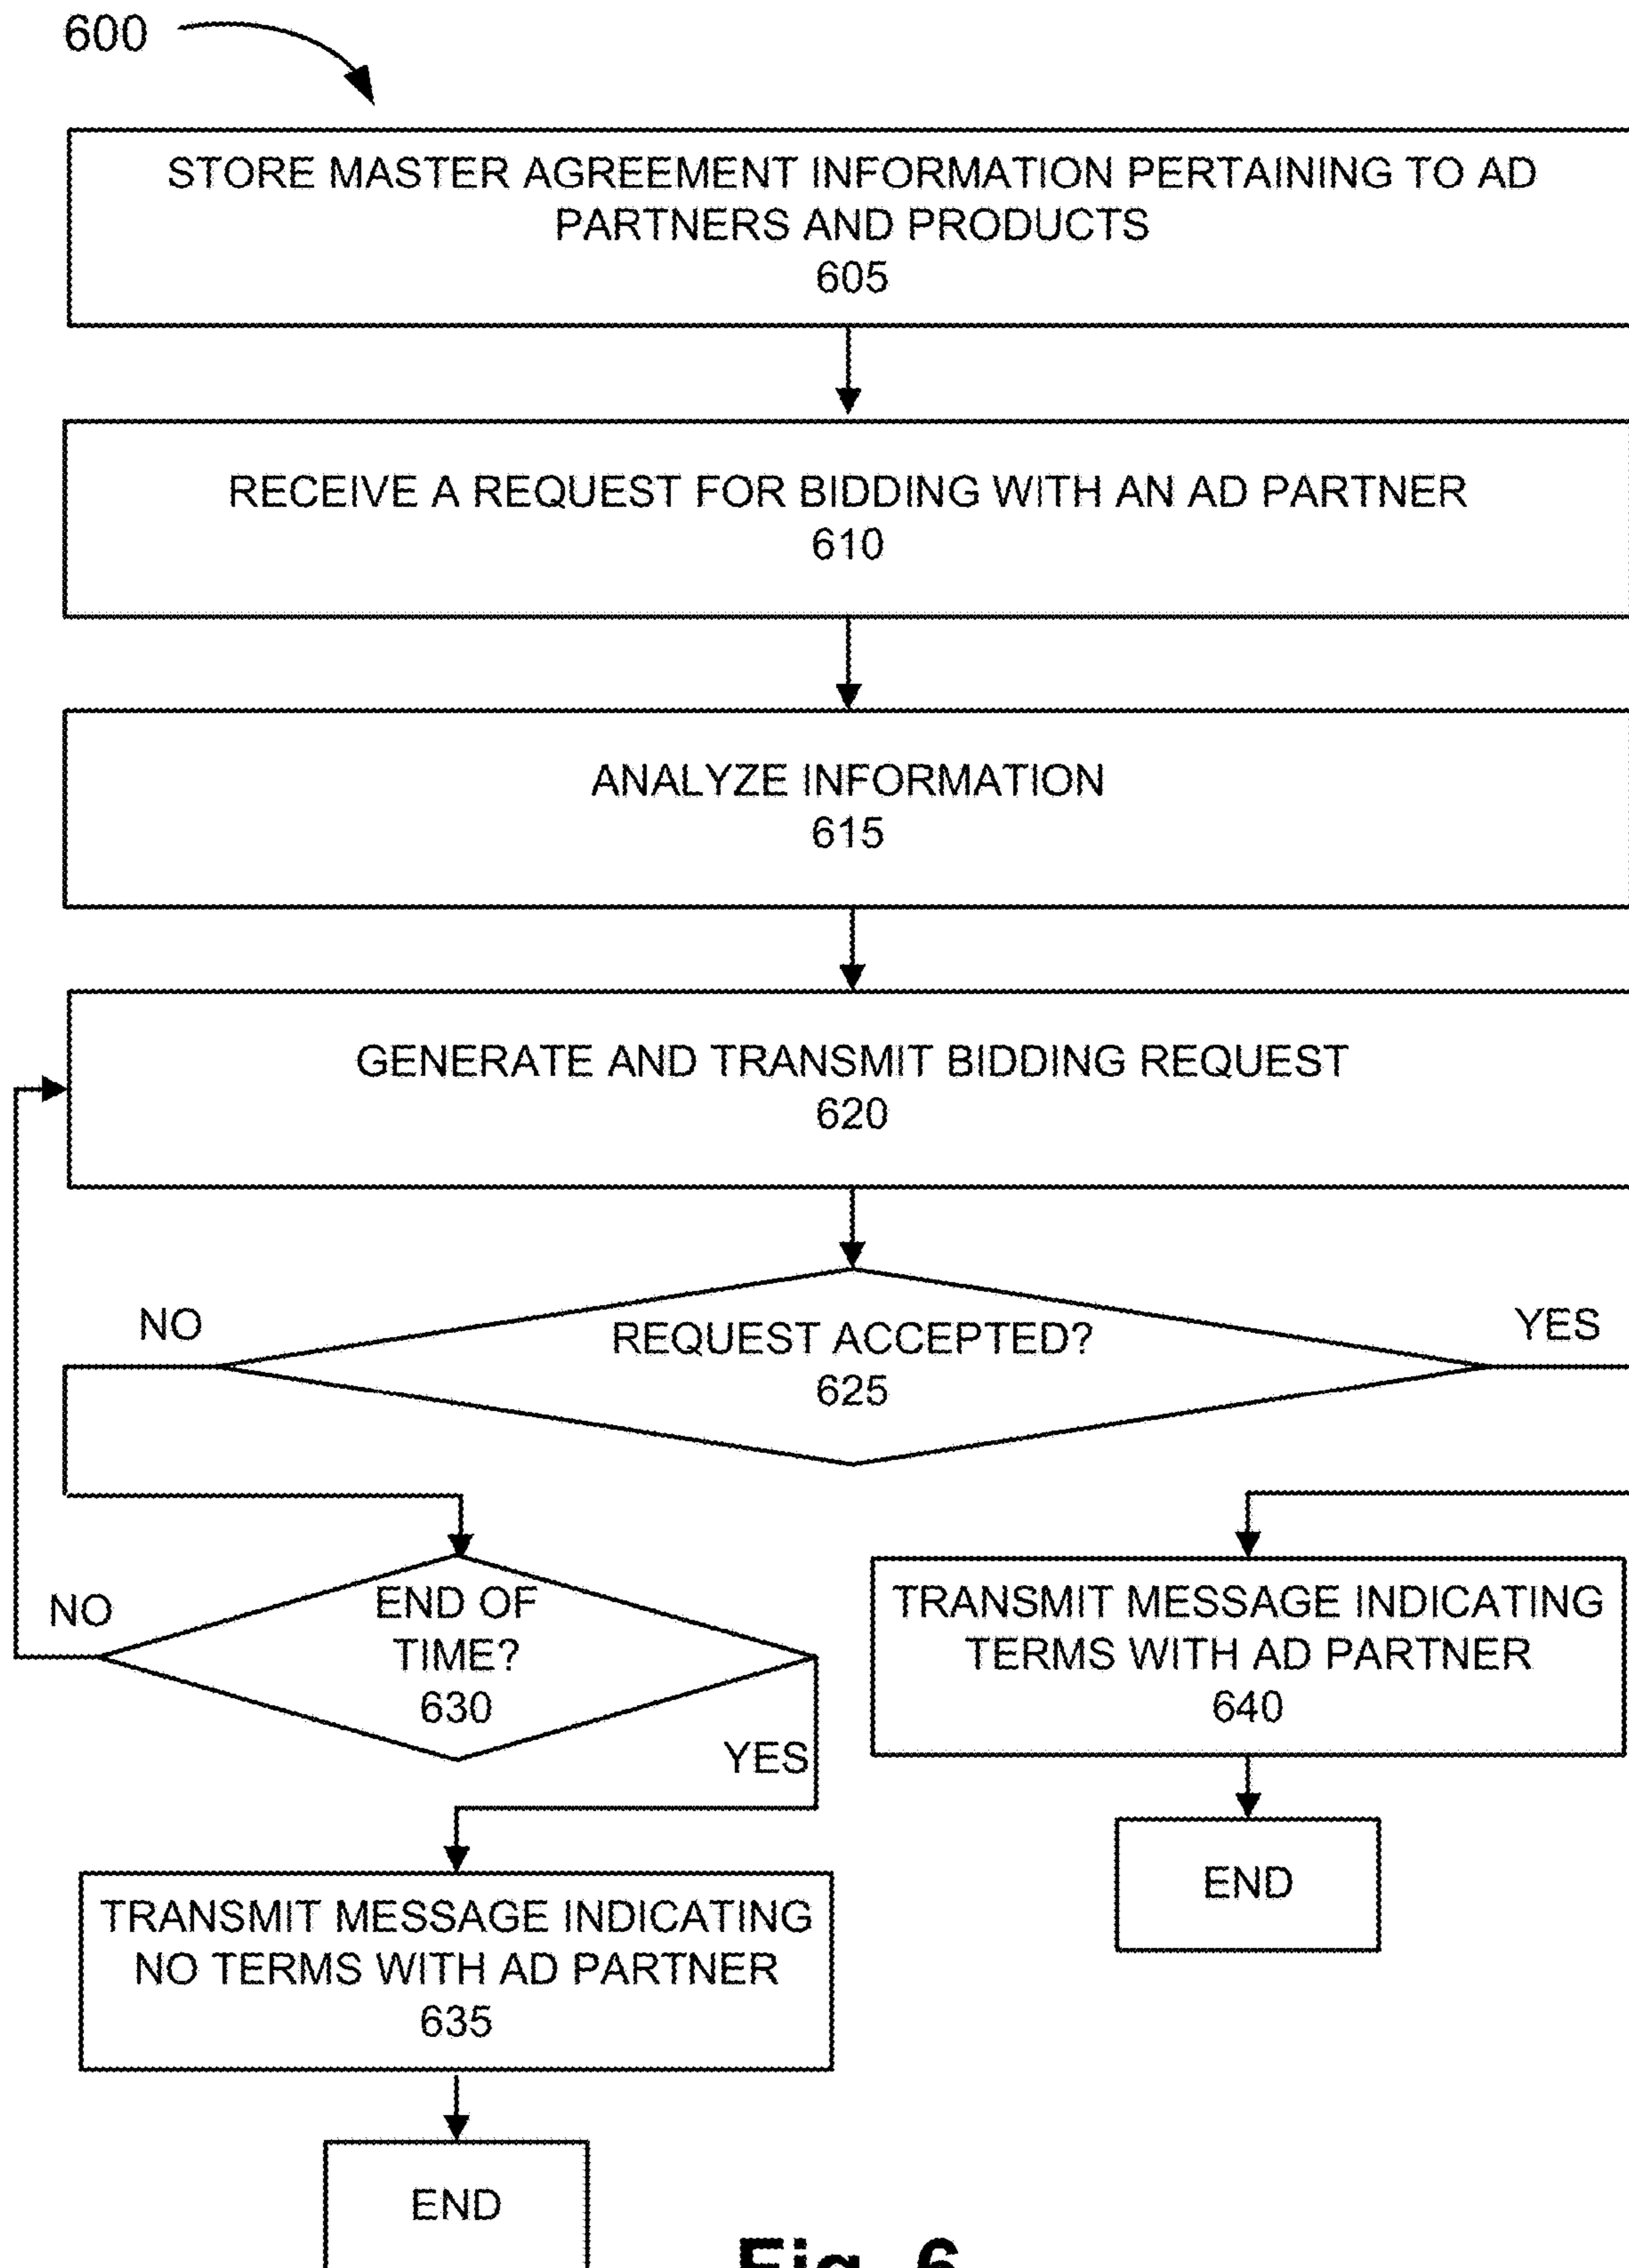 600
STORE MASTER AGREEMENT INFORMATION PERTAINING TO AD
PARTNERS AND PRODUCTS
605
RECEIVE A REQUEST FOR BIDDING WITH AN AD PARTNER
610
ANALYZE INFORMATION
615
GENERATE AND TRANSMIT BIDDING REQUEST
620
NO
YES
REQUEST ACCEPTED?
625
NO
END OF
TIME?
630
YES
TRANSMIT MESSAGE INDICATING
TERMS WITH AD PARTNER
640
END
TRANSMIT MESSAGE INDICATING
NO TERMS WITH AD PARTNER
635
END
Fig. 6